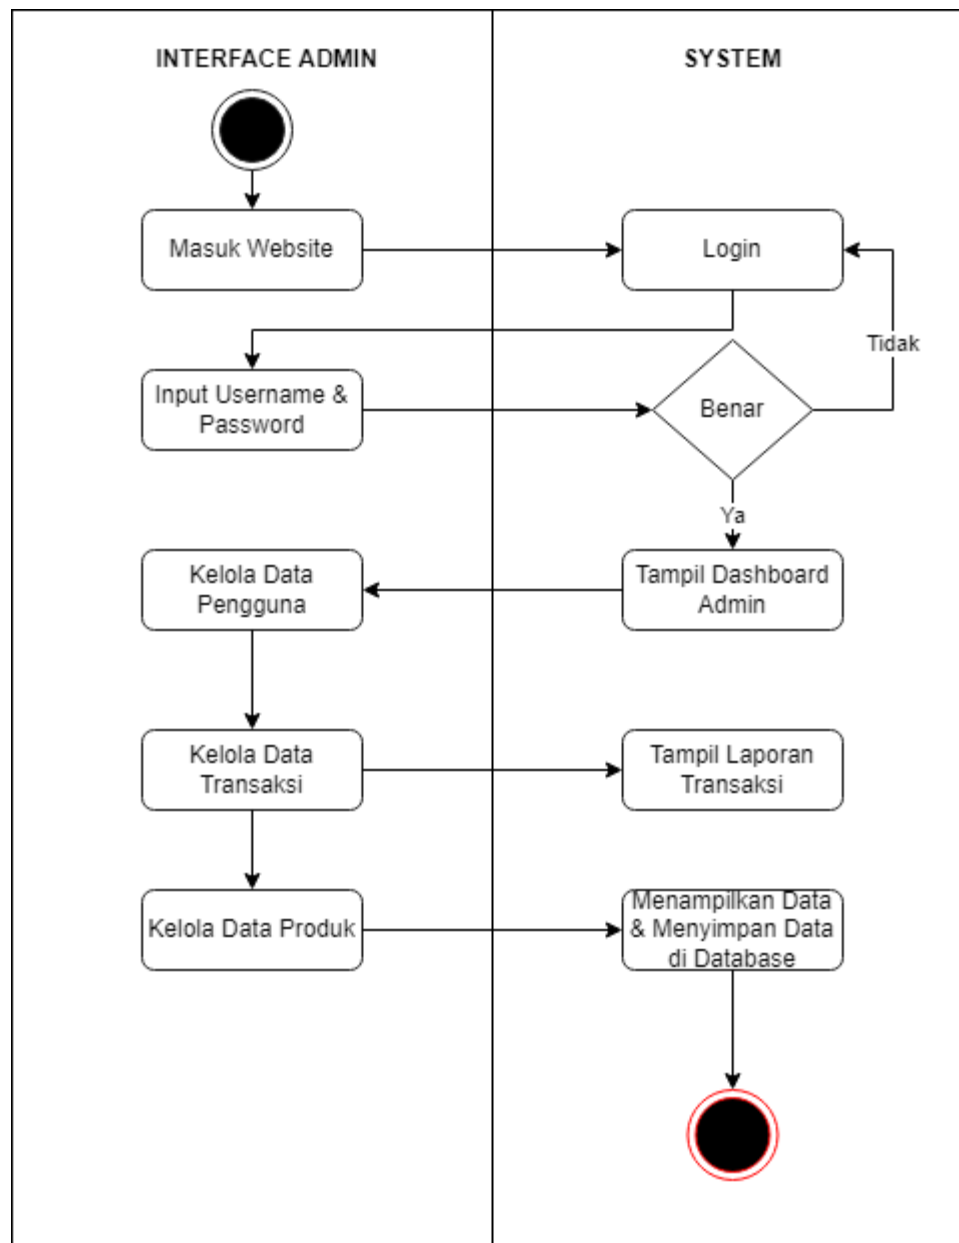 INTERFACE ADMIN
SYSTEM
Masuk Website
Login
Tidak
Input Username &
Password
Benar
Ya
Kelola Data
Pengguna
Tampil Dashboard
Admin
Kelola Data
Transaksi
Tampil Laporan
Transaksi
Kelola Data Produk
Menampilkan Data
& Menyimpan Data
di Database